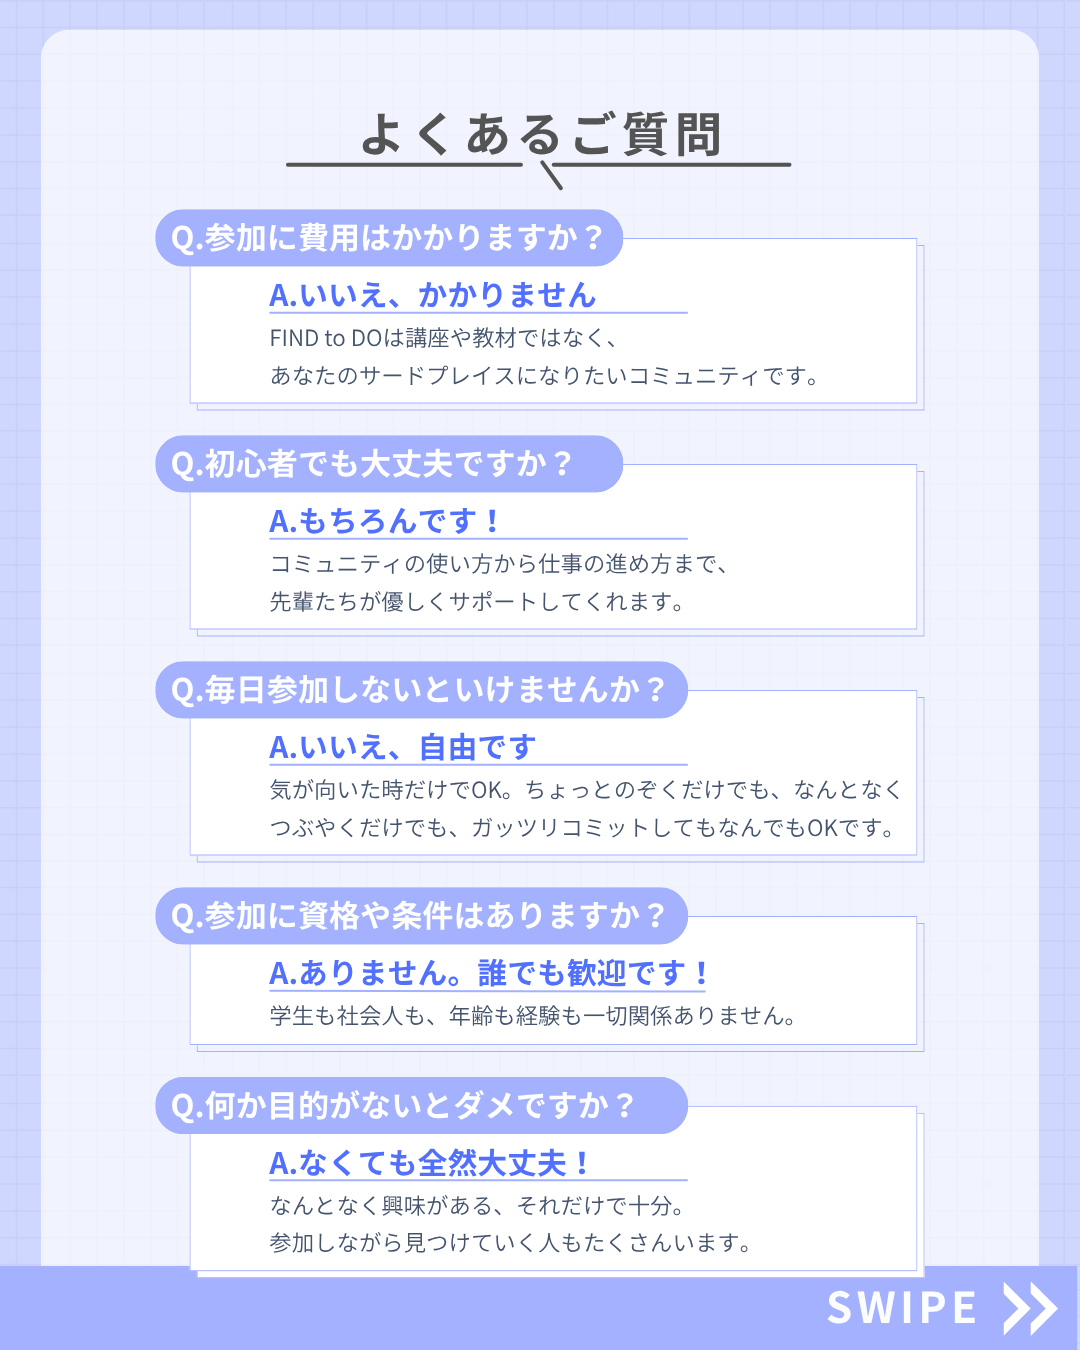 よくあるご質問
Q.参加に費用はかかりますか？
A.いいえ、かかりません
FIND to DOは講座や教材ではなく、
あなたのサードプレイスになりたいコミュニティです。
Q.初心者でも大丈夫ですか？
A.もちろんです！
コミュニティの使い方から仕事の進め方まで、
先輩たちが優しくサポートしてくれます。
Q.毎日参加しないといけませんか？
A.いいえ、自由です
気が向いた時だけでOK。ちょっとのぞくだけでも、なんとなく
つぶやくだけでも、ガッツリコミットしてもなんでもOKです。
Q.参加に資格や条件はありますか？
A.ありません。誰でも歓迎です！
学生も社会人も、年齢も経験も一切関係ありません。
Q.何か目的がないとダメですか？
A.なくても全然大丈夫！
なんとなく興味がある、それだけで十分。
参加しながら見つけていく人もたくさんいます。
SWIPE